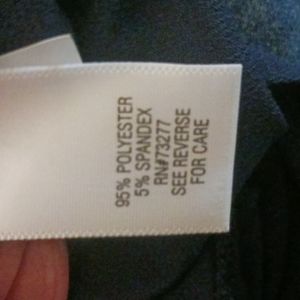 95% POLYESTER
5% SPANDEX
RN#73277
SEE REVERSE
FOR CARE